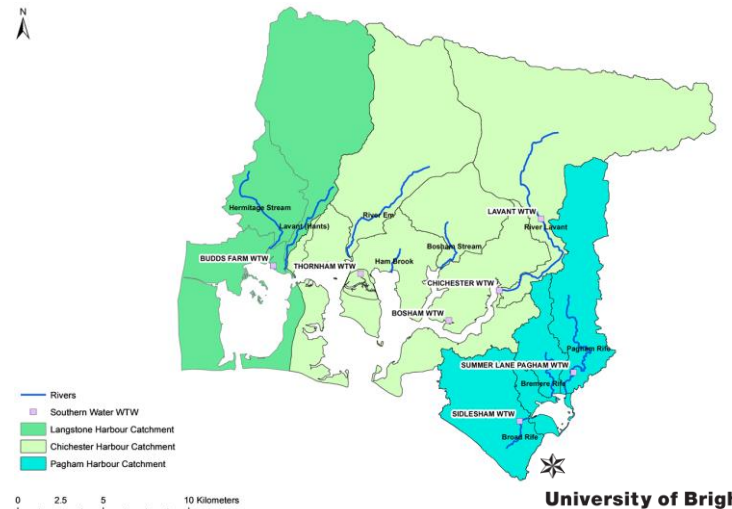 N
Hermitage Stream
Lavant (Hants)
River Em
LAVANT WTW
River Lavant
Bosham Stream
BUDDS FARM WTW
THORNHAM WTW
Ham Brook
CHICHESTER WTW
BOSHAM WTW
Pagham Rife
SUMMER LANE PAGHAM WTW
Bremere Rife
SIDLESHAM WTW
Broad Rife
Rivers
Southern Water WTW
Langstone Harbour Catchment
Chichester Harbour Catchment
Pagham Harbour Catchment
0 2.5 5 10 Kilometers
University of Brigh